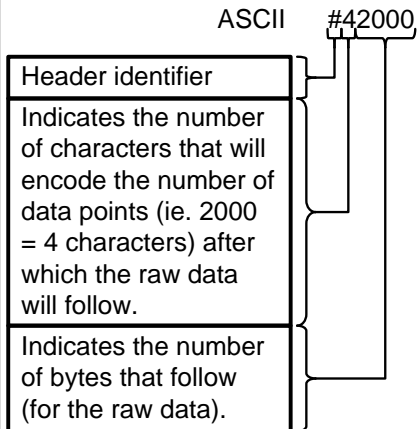 ASCII #42000
Header identifier
Indicates the number
of characters that will
encode the number of
data points (ie. 2000
= 4 characters) after
which the raw data
will follow.
Indicates the number
of bytes that follow
(for the raw data).